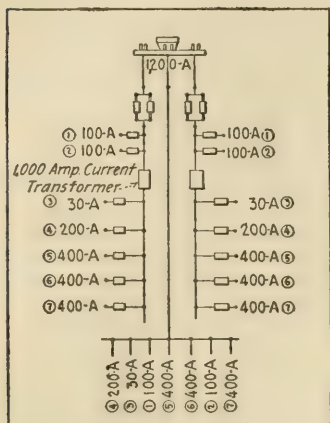 1200-A
① 100-A 100-A ①
② 100-A 100-A ②
1,000 Amp. Current
Transformer
③ 30-A 30-A ③
④ 200-A 200-A ④
⑤ 400-A 400-A ⑤
⑥ 400-A 400-A ⑥
⑦ 400-A 400-A ⑦
④ 200-A
③ 30-A
① 100-A
⑤ 400-A
⑥ 400-A
② 100-A
⑦ 400-A